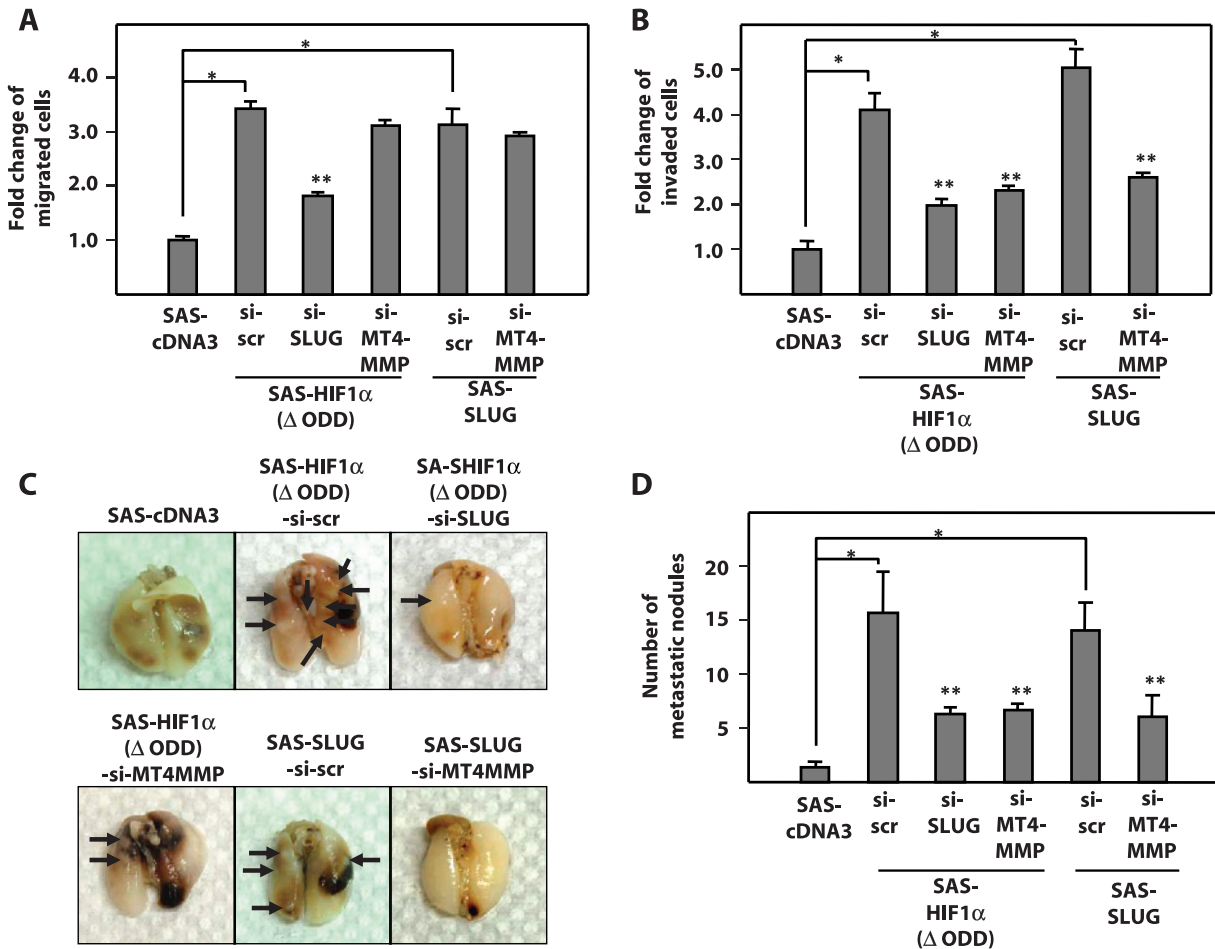 A
Fold change of
migrated cells
4.0
3.0
2.0
1.0
*
*
**
SAS-
cDNA3
si-
scr
si-
SLUG
si-
MT4-
MMP
si-
scr
si-
MT4-
MMP
SAS-HIF1α
(Δ ODD)
SAS-
SLUG
B
Fold change of
invaded cells
5.0
4.0
3.0
2.0
1.0
*
*
**
**
**
SAS-
cDNA3
si-
scr
si-
SLUG
si-
MT4-
MMP
si-
scr
si-
MT4-
MMP
SAS-
HIF1α
(Δ ODD)
SAS-
SLUG
C
SAS-cDNA3
SAS-HIF1α
(Δ ODD)
-si-scr
SA-SHIF1α
(Δ ODD)
-si-SLUG
SAS-HIF1α
(Δ ODD)
-si-MT4MMP
SAS-SLUG
-si-scr
SAS-SLUG
-si-MT4MMP
D
Number of
metastatic nodules
20
15
10
5
*
*
**
**
**
SAS-
cDNA3
si-
scr
si-
SLUG
si-
MT4-
MMP
si-
scr
si-
MT4-
MMP
SAS-
HIF1α
(Δ ODD)
SAS-
SLUG